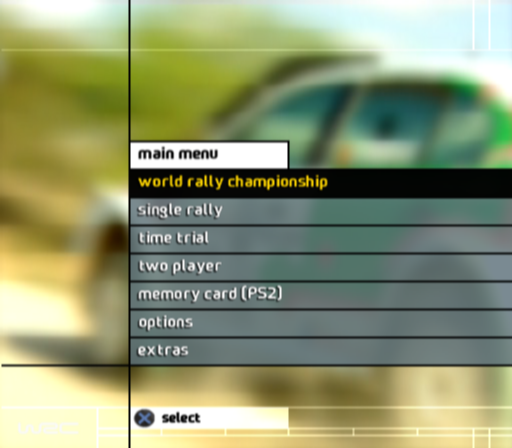 main menu
world rally championship
single rally
time trial
two player
memory card (PS2)
options
extras
select